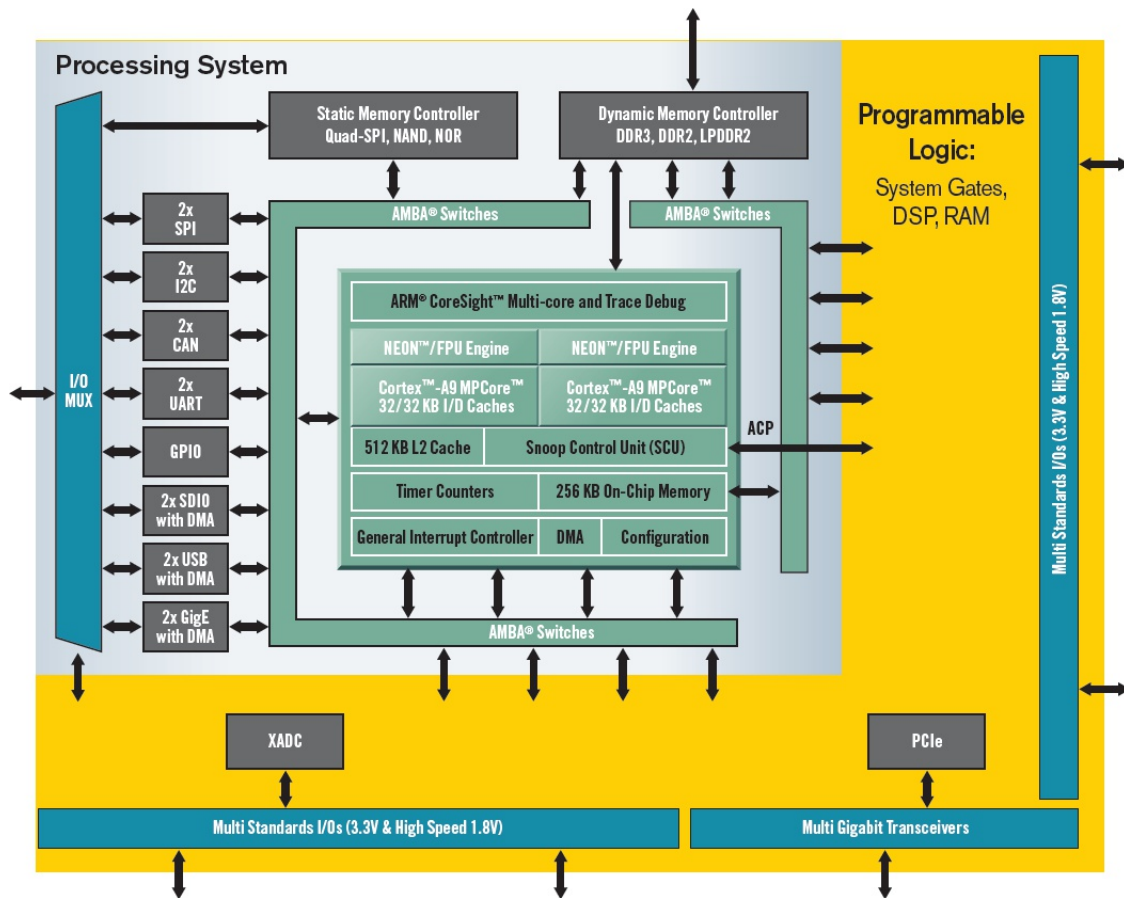 Processing System
Static Memory Controller
Quad-SPI, NAND, NOR
Dynamic Memory Controller
DDR3, DDR2, LPDDR2
Programmable
Logic:
System Gates,
DSP, RAM
AMBA® Switches
AMBA® Switches
2x
SPI
2x
I2C
2x
CAN
2x
UART
GPIO
2x SDIO
with DMA
2x USB
with DMA
2x GigE
with DMA
I/O
MUX
ARM® CoreSight™ Multi-core and Trace Debug
NEON™/FPU Engine
NEON™/FPU Engine
Cortex™-A9 MPCore™
32/32 KB I/D Caches
Cortex™-A9 MPCore™
32/32 KB I/D Caches
512 KB L2 Cache
Snoop Control Unit (SCU)
ACP
Timer Counters
256 KB On-Chip Memory
General Interrupt Controller
DMA
Configuration
AMBA® Switches
Multi Standards I/Os (3.3V & High Speed 1.8V)
XADC
PCIe
Multi Standards I/Os (3.3V & High Speed 1.8V)
Multi Gigabit Transceivers